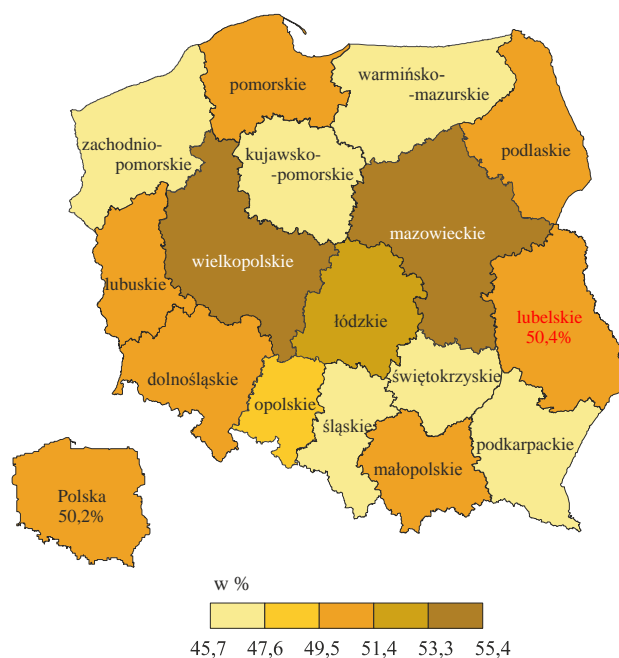 pomorskie
warmińsko-
-mazurskie
zachodnio-
pomorskie
kujawsko-
-pomorskie
podlaskie
mazowieckie
wielkopolskie
lubuskie
łódzkie
lubelskie
50,4%
dolnośląskie
opolskie
śląskie
świętokrzyskie
podkarpackie
małopolskie
Polska
50,2%
w %
45,7 47,6 49,5 51,4 53,3 55,4